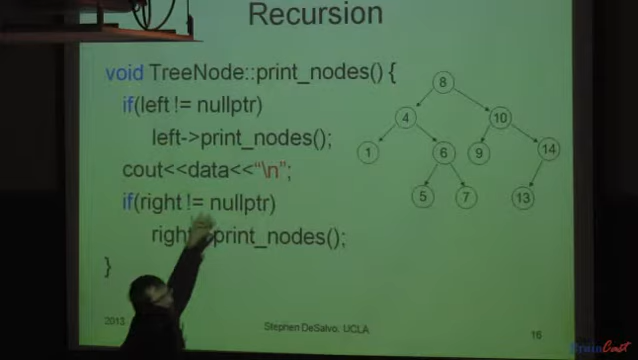 Recursion
void TreeNode::print_nodes() {
if(left != nullptr)
left->print_nodes();
cout<<data<<"\n";
if(right != nullptr)
right->print_nodes();
}
8
4
10
1
6
9
14
5
7
13
2013
Stephen DeSalvo, UCLA
16
BruinCast